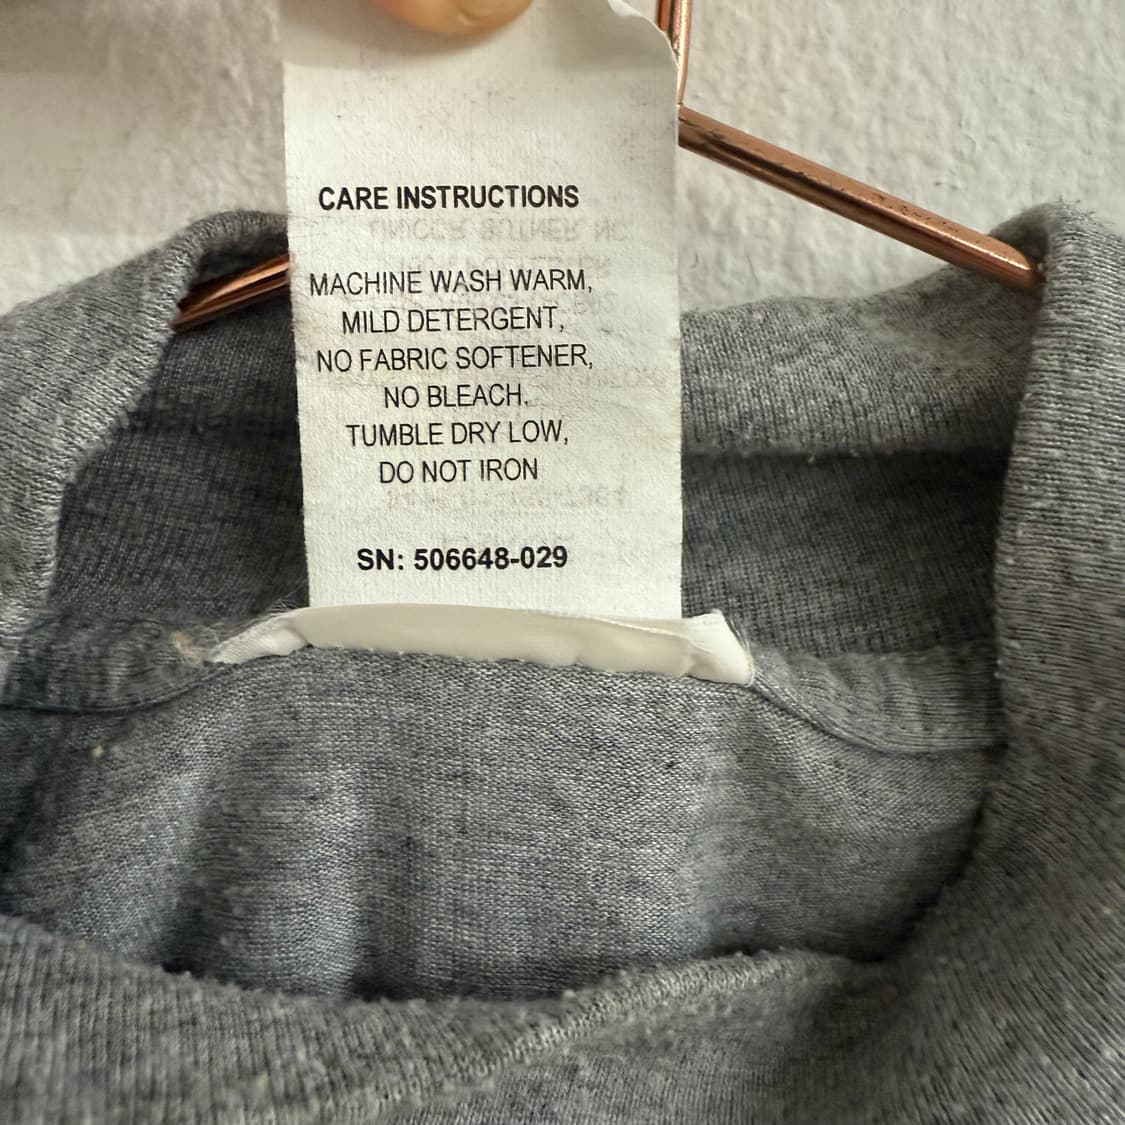 CARE INSTRUCTIONS
MACHINE WASH WARM,
MILD DETERGENT,
NO FABRIC SOFTENER,
NO BLEACH.
TUMBLE DRY LOW,
DO NOT IRON
SN: 506648-029